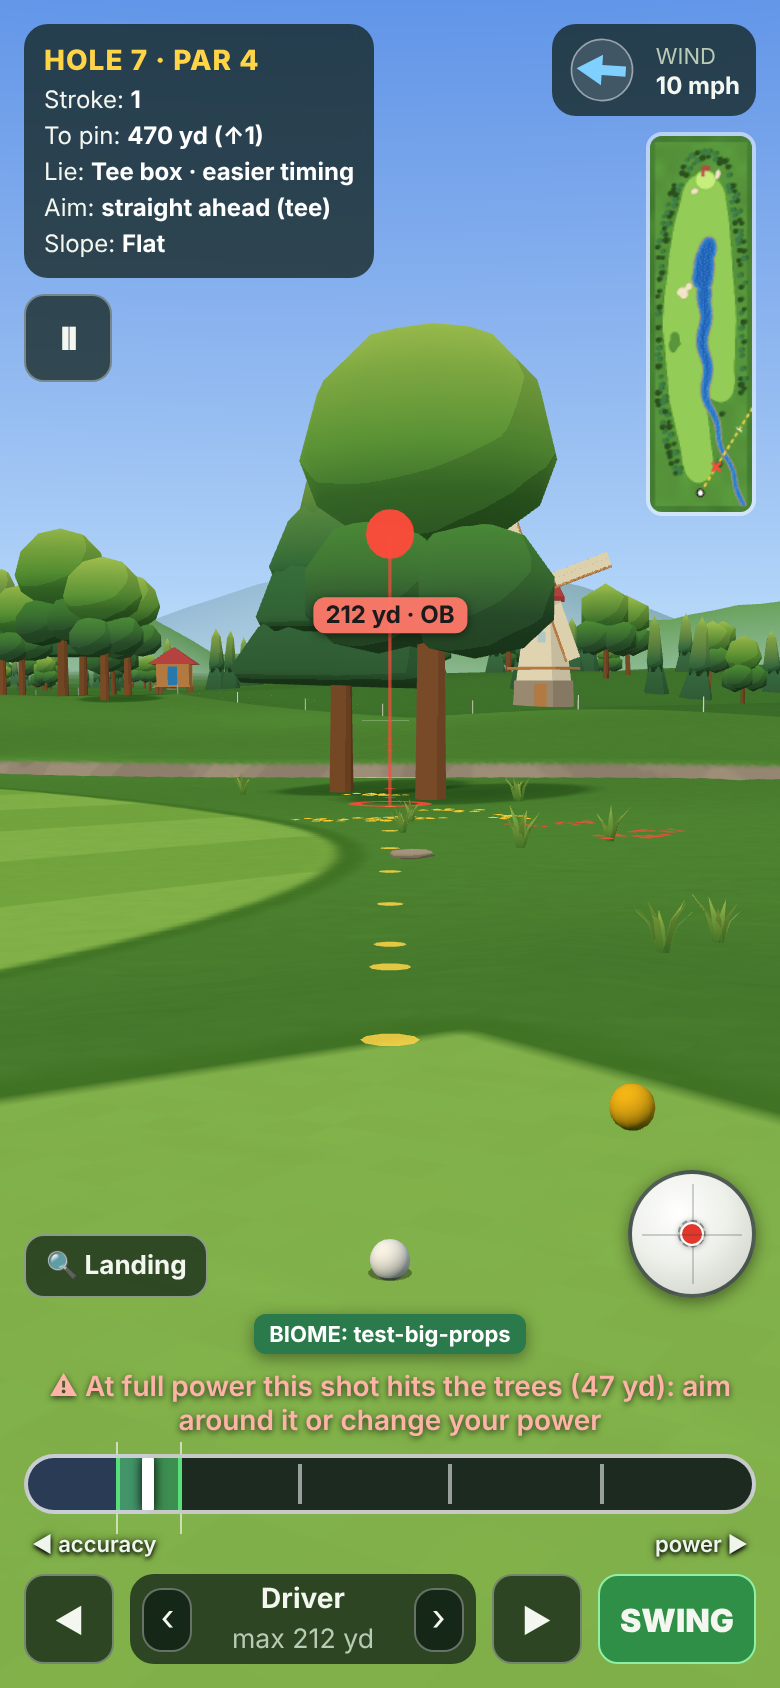 HOLE 7 · PAR 4
Stroke: 1
To pin: 470 yd (↑1)
Lie: Tee box · easier timing
Aim: straight ahead (tee)
Slope: Flat
WIND
10 mph
212 yd · OB
🔍 Landing
BIOME: test-big-props
⚠ At full power this shot hits the trees (47 yd): aim
around it or change your power
◀ accuracy
power ▶
◀
‹
Driver
max 212 yd
›
▶
SWING